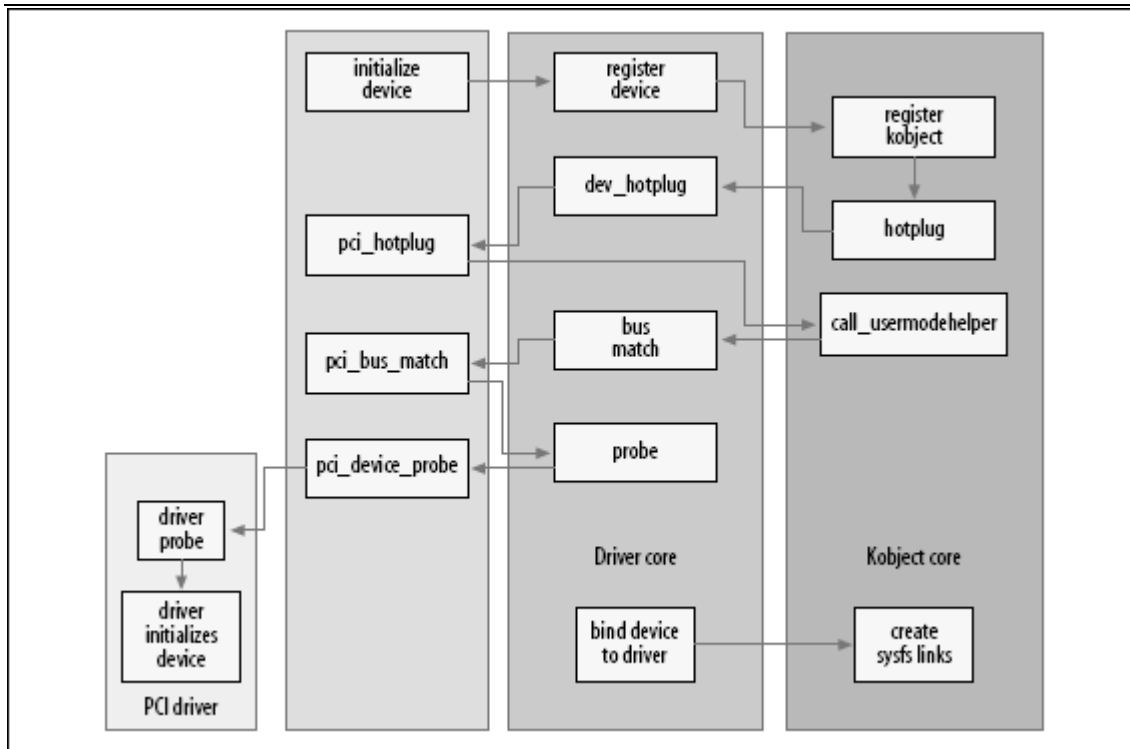 initialize
device
register
device
register
kobject
dev_hotplug
hotplug
pci_hotplug
call_usermodehelper
bus
match
pci_bus_match
probe
pci_device_probe
driver
probe
driver
initializes
device
PCI driver
Driver core
Kobject core
bind device
to driver
create
sysfs links